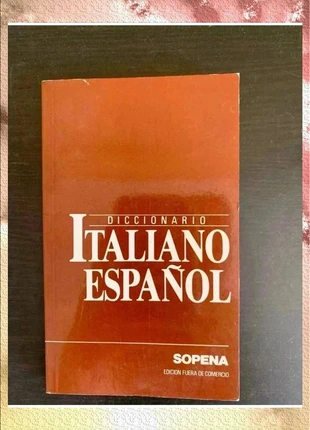 DICCIONARIO
ITALIANO
ESPAÑOL
SOPENA
EDICION FUERA DE COMERCIO